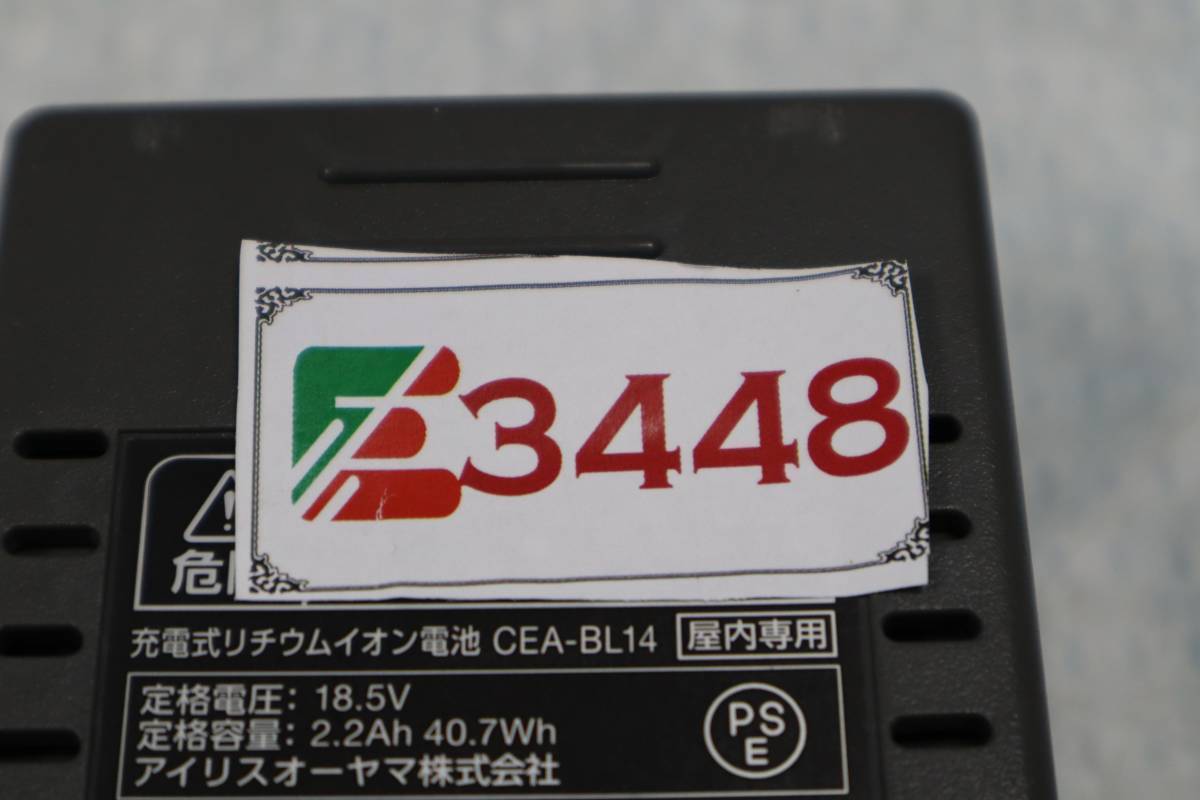 3448
危
充電式リチウムイオン電池 CEA-BL14 屋内専用
定格電圧: 18.5V
定格容量: 2.2Ah 40.7Wh
アイリスオーヤマ株式会社
PS
E